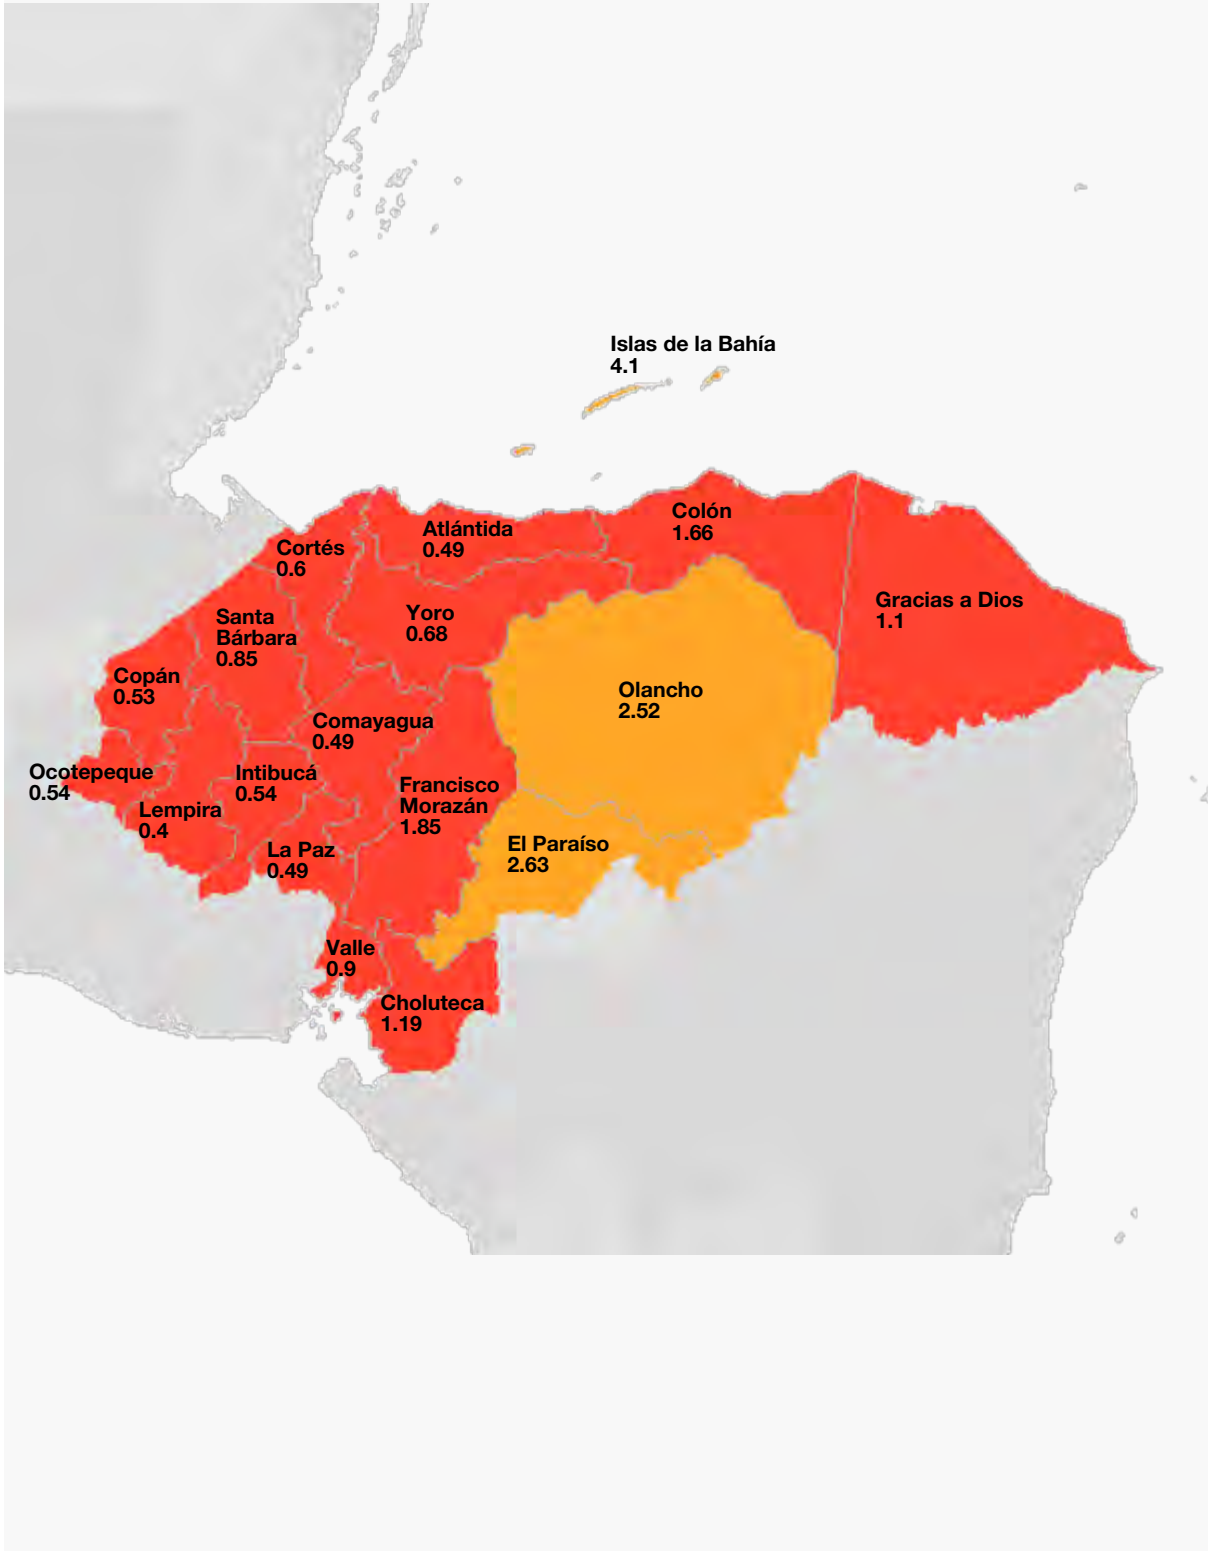 Islas de la Bahía
4.1
Colón
1.66
Atlántida
0.49
Cortés
0.6
Gracias a Dios
1.1
Yoro
0.68
Santa
Bárbara
0.85
Copán
0.53
Olancho
2.52
Comayagua
0.49
Ocotepeque
0.54
Intibucá
0.54
Francisco
Morazán
1.85
Lempira
0.4
El Paraíso
2.63
La Paz
0.49
Valle
0.9
Choluteca
1.19